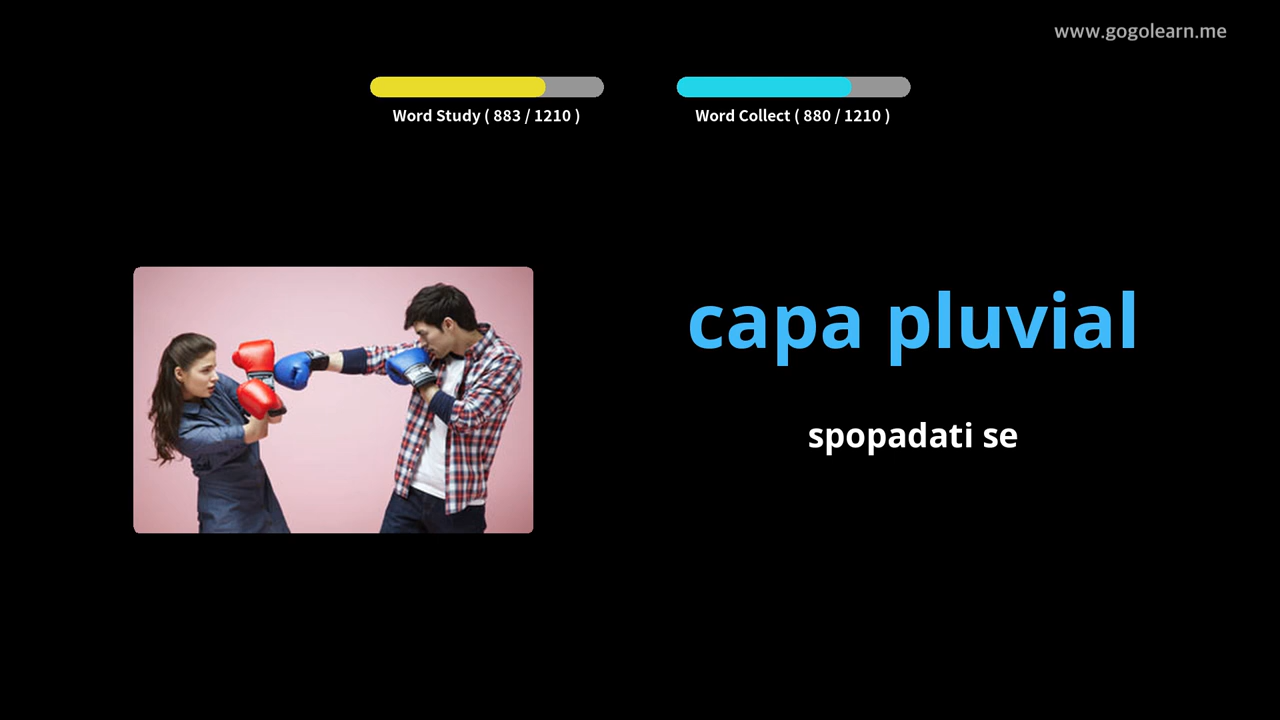 www.gogolearn.me
Word Study ( 883 / 1210 )
Word Collect ( 880 / 1210 )
capa pluvial
spopadati se